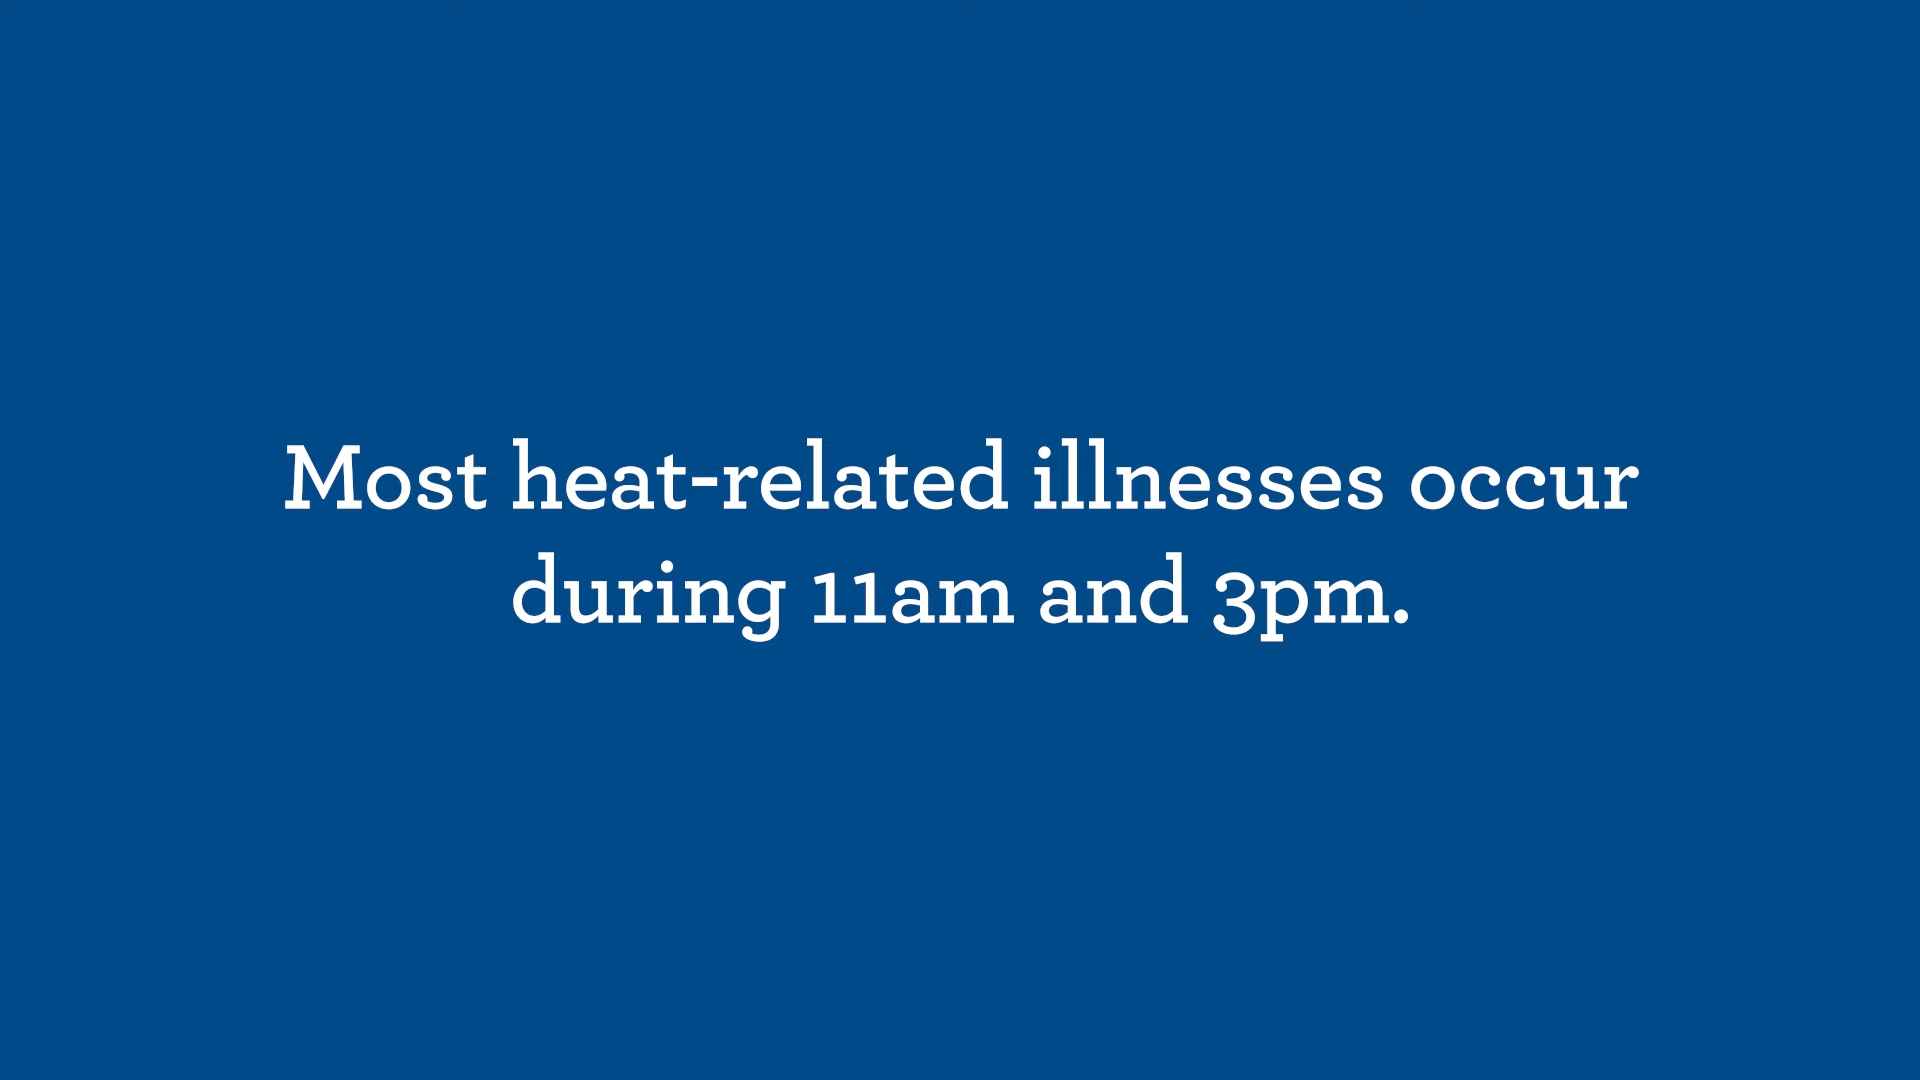 Most heat-related illnesses occur
during 11am and 3pm.